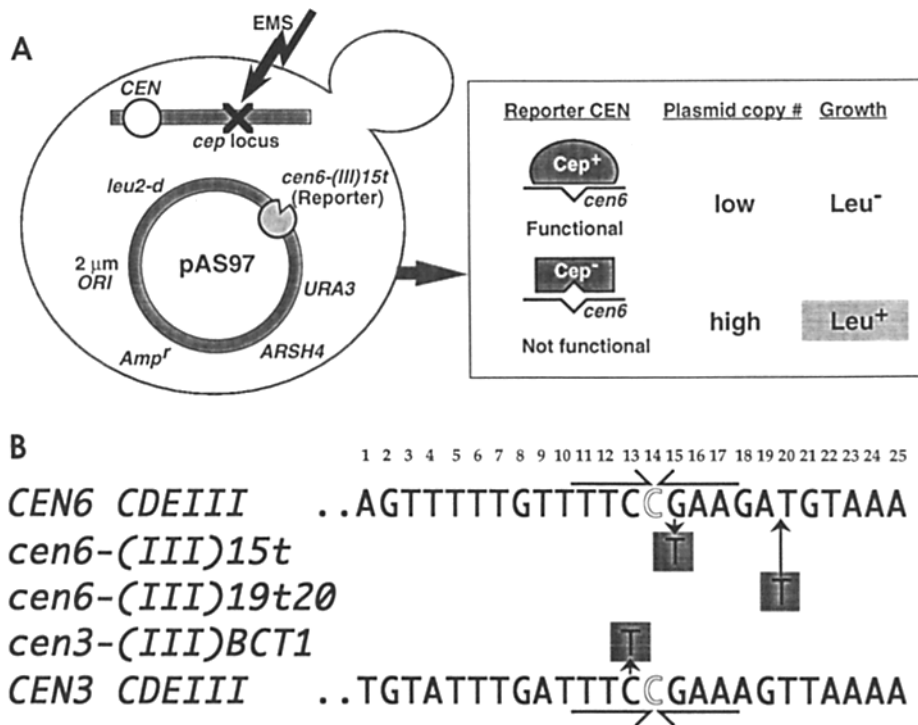 A
EMS
CEN
cep locus
leu2-d
cen6-(III)15t
(Reporter)
2 μm
ORI
pAS97
URA3
Ampʳ
ARSH4
Reporter CEN Plasmid copy # Growth
Cep⁺
cen6
Functional
low
Leu⁻
Cep⁻
cen6
Not functional
high
Leu⁺
B
1 2 3 4 5 6 7 8 9 10 11 12 13 14 15 16 17 18 19 20 21 22 23 24 25
CEN6 CDEIII ..AGTTTTTGTTTTCCGAAGATGTAAA
cen6-(III)15t T
cen6-(III)19t20 T
cen3-(III)BCT1 T
CEN3 CDEIII ..TGTATTTGATTTCCGAAAGTTAAAA